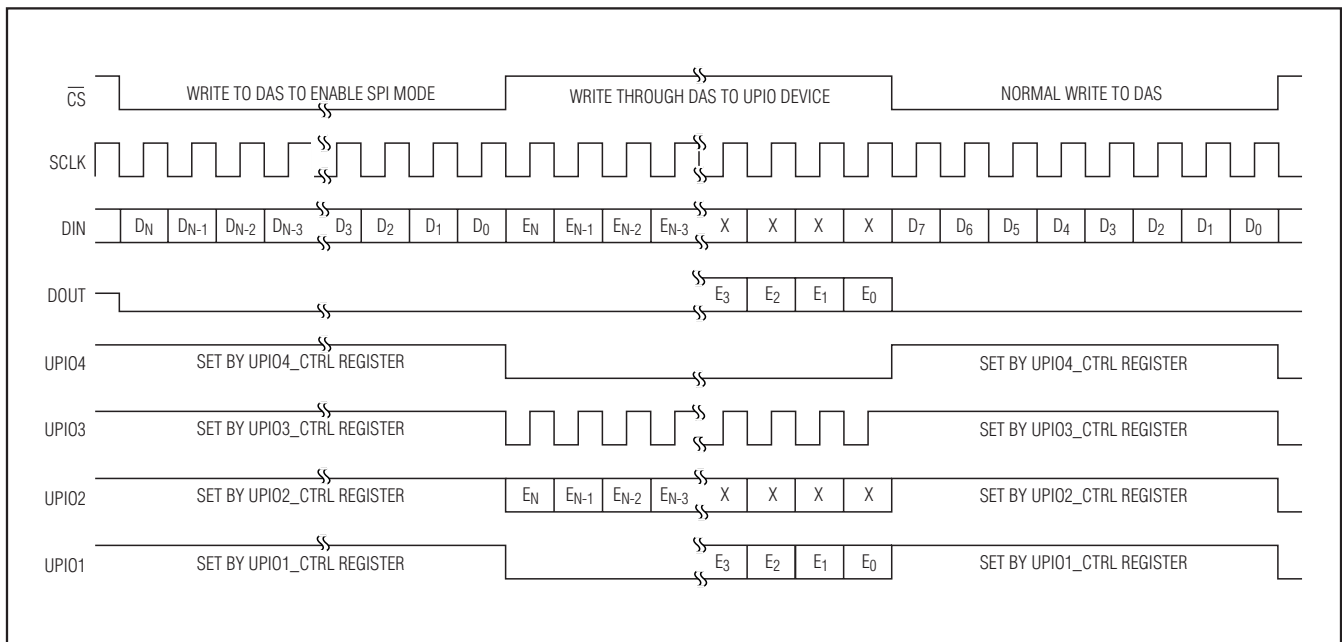 CS WRITE TO DAS TO ENABLE SPI MODE WRITE THROUGH DAS TO UPIO DEVICE NORMAL WRITE TO DAS
SCLK
DIN DN DN-1 DN-2 DN-3 D3 D2 D1 D0 EN EN-1 EN-2 EN-3 X X X X D7 D6 D5 D4 D3 D2 D1 D0
DOUT E3 E2 E1 E0
UPIO4 SET BY UPIO4_CTRL REGISTER SET BY UPIO4_CTRL REGISTER
UPIO3 SET BY UPIO3_CTRL REGISTER SET BY UPIO3_CTRL REGISTER
UPIO2 SET BY UPIO2_CTRL REGISTER EN EN-1 EN-2 EN-3 X X X X SET BY UPIO2_CTRL REGISTER
UPIO1 SET BY UPIO1_CTRL REGISTER E3 E2 E1 E0 SET BY UPIO1_CTRL REGISTER